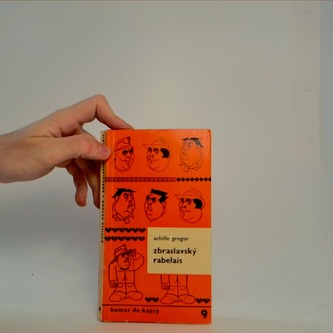 achille gregor
zbraslavský
rabelais
humor do kapsy
9